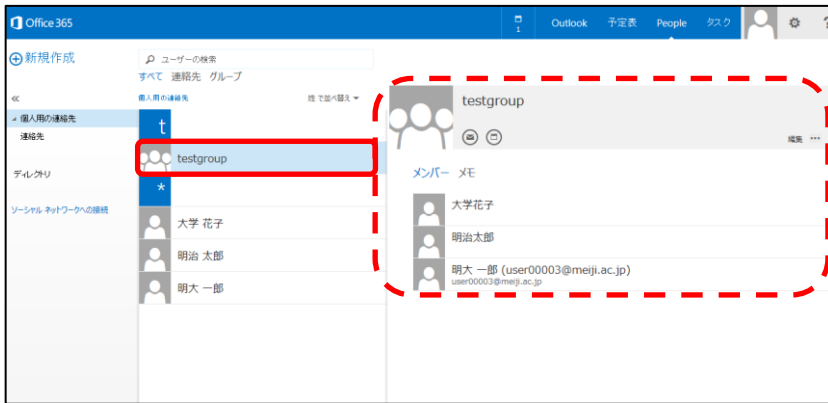 Office 365
1
Outlook 予定表 People タスク
?
新規作成
ユーザーの検索
すべて 連絡先 グループ
≪
個人用の連絡先 姓 で並べ替え
個人用の連絡先
連絡先
ディレクトリ
ソーシャル ネットワークへの接続
t
testgroup
*
大学 花子
明治 太郎
明大 一郎
testgroup
編集 •••
メンバー メモ
大学花子
明治太郎
明大 一郎 (user00003@meiji.ac.jp)
user00003@meiji.ac.jp